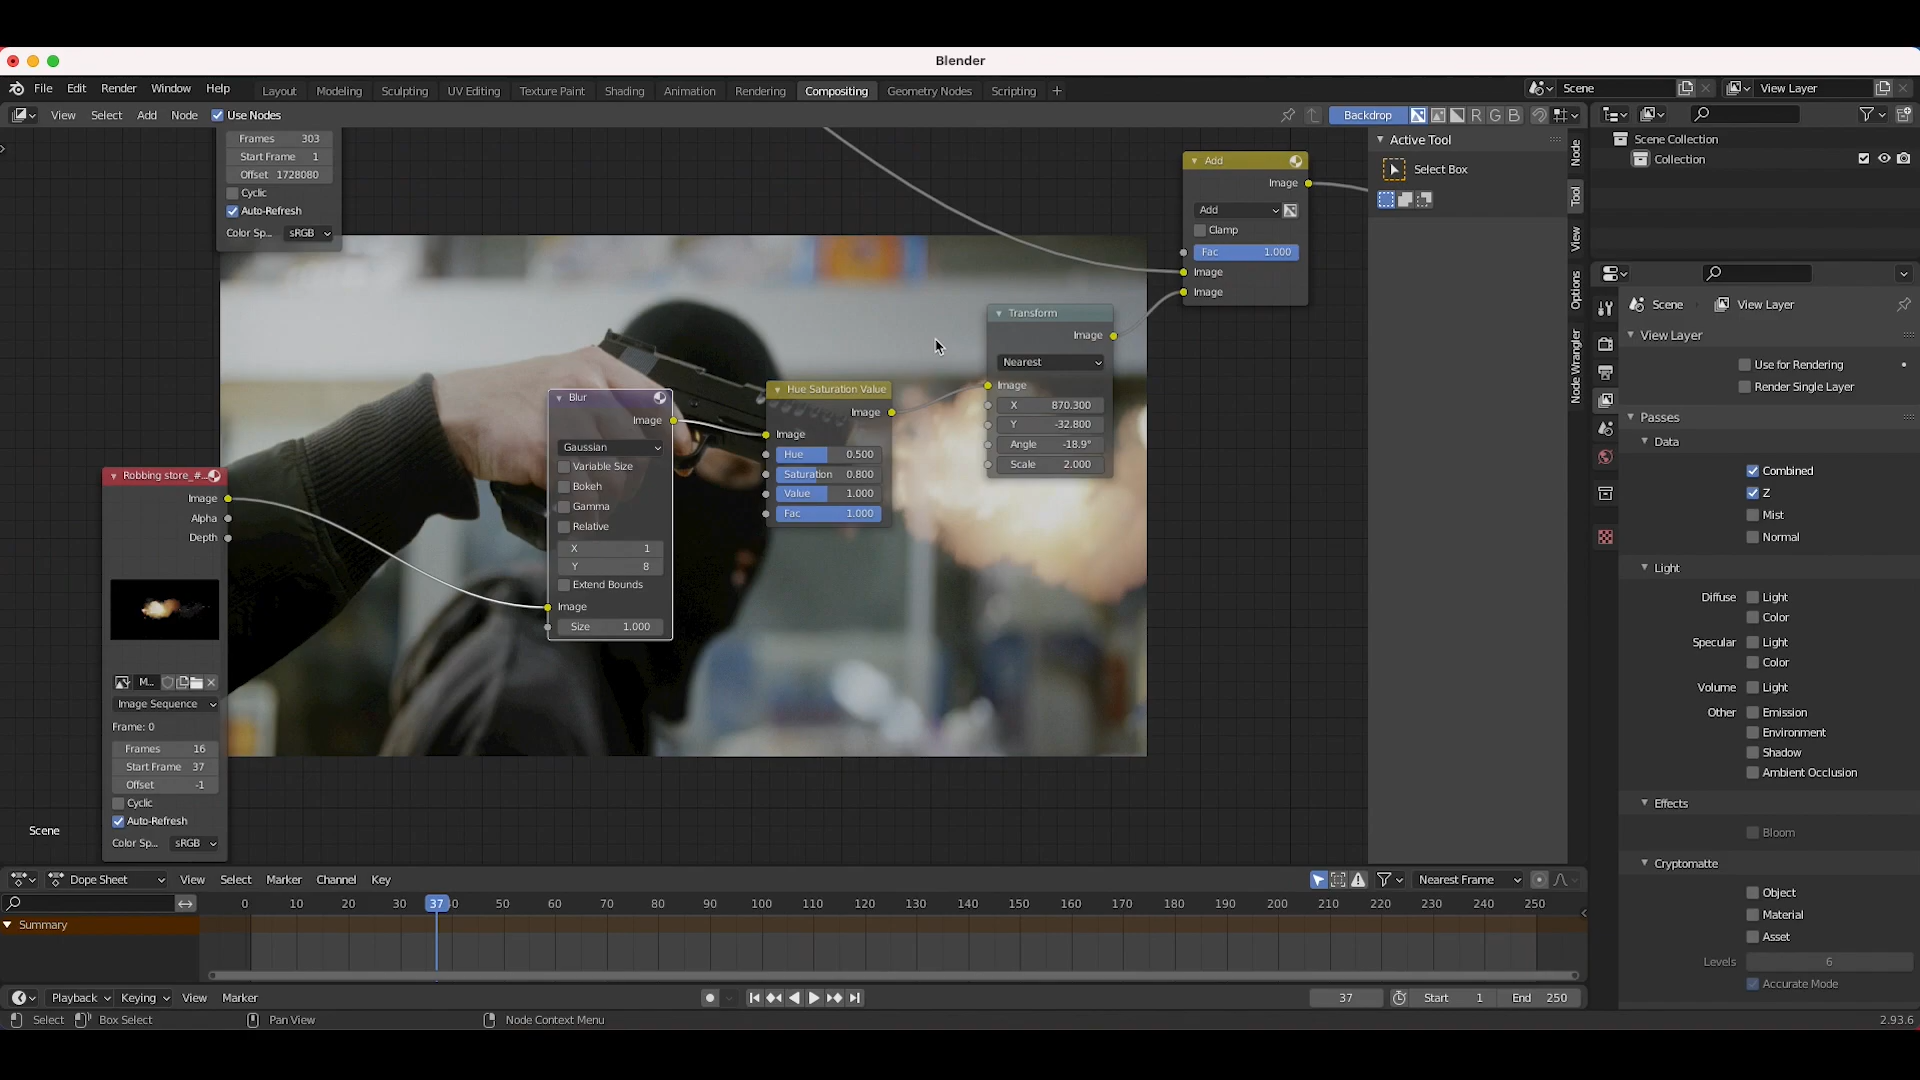 Blender
File Edit Render Window Help
Layout Modeling Sculpting UV Editing Texture Paint Shading Animation Rendering Compositing Geometry Nodes Scripting +
Scene
View Layer
View Select Add Node Use Nodes
Backdrop R G B
Frames 303
Start Frame 1
Offset 1728080
Cyclic
Auto-Refresh
Color Sp... sRGB
Add
Image
Add
Clamp
Fac 1.000
Image
Image
Transform
Image
Nearest
Image
X 870.300
Y -32.800
Angle -18.9°
Scale 2.000
Hue Saturation Value
Image
Image
Hue 0.500
Saturation 0.800
Value 1.000
Fac 1.000
Blur
Image
Gaussian
Variable Size
Bokeh
Gamma
Relative
X 1
Y 8
Extend Bounds
Image
Size 1.000
Robbing store_#...
Image
Alpha
Depth
M...
Image Sequence
Frame: 0
Frames 16
Start Frame 37
Offset -1
Cyclic
Auto-Refresh
Color Sp... sRGB
Scene
Active Tool
Select Box
Node
Tool
View
Options
Node Wrangler
Scene Collection
Collection
Scene View Layer
View Layer
Use for Rendering
Render Single Layer
Passes
Data
Combined
Z
Mist
Normal
Light
Diffuse Light
Color
Specular Light
Color
Volume Light
Other Emission
Environment
Shadow
Ambient Occlusion
Effects
Bloom
Cryptomatte
Object
Material
Asset
Levels 6
Accurate Mode
Dope Sheet View Select Marker Channel Key
Nearest Frame
0 10 20 30 37 50 60 70 80 90 100 110 120 130 140 150 160 170 180 190 200 210 220 230 240 250
Summary
Playback Keying View Marker
37 Start 1 End 250
Select Box Select Pan View Node Context Menu
2.93.6